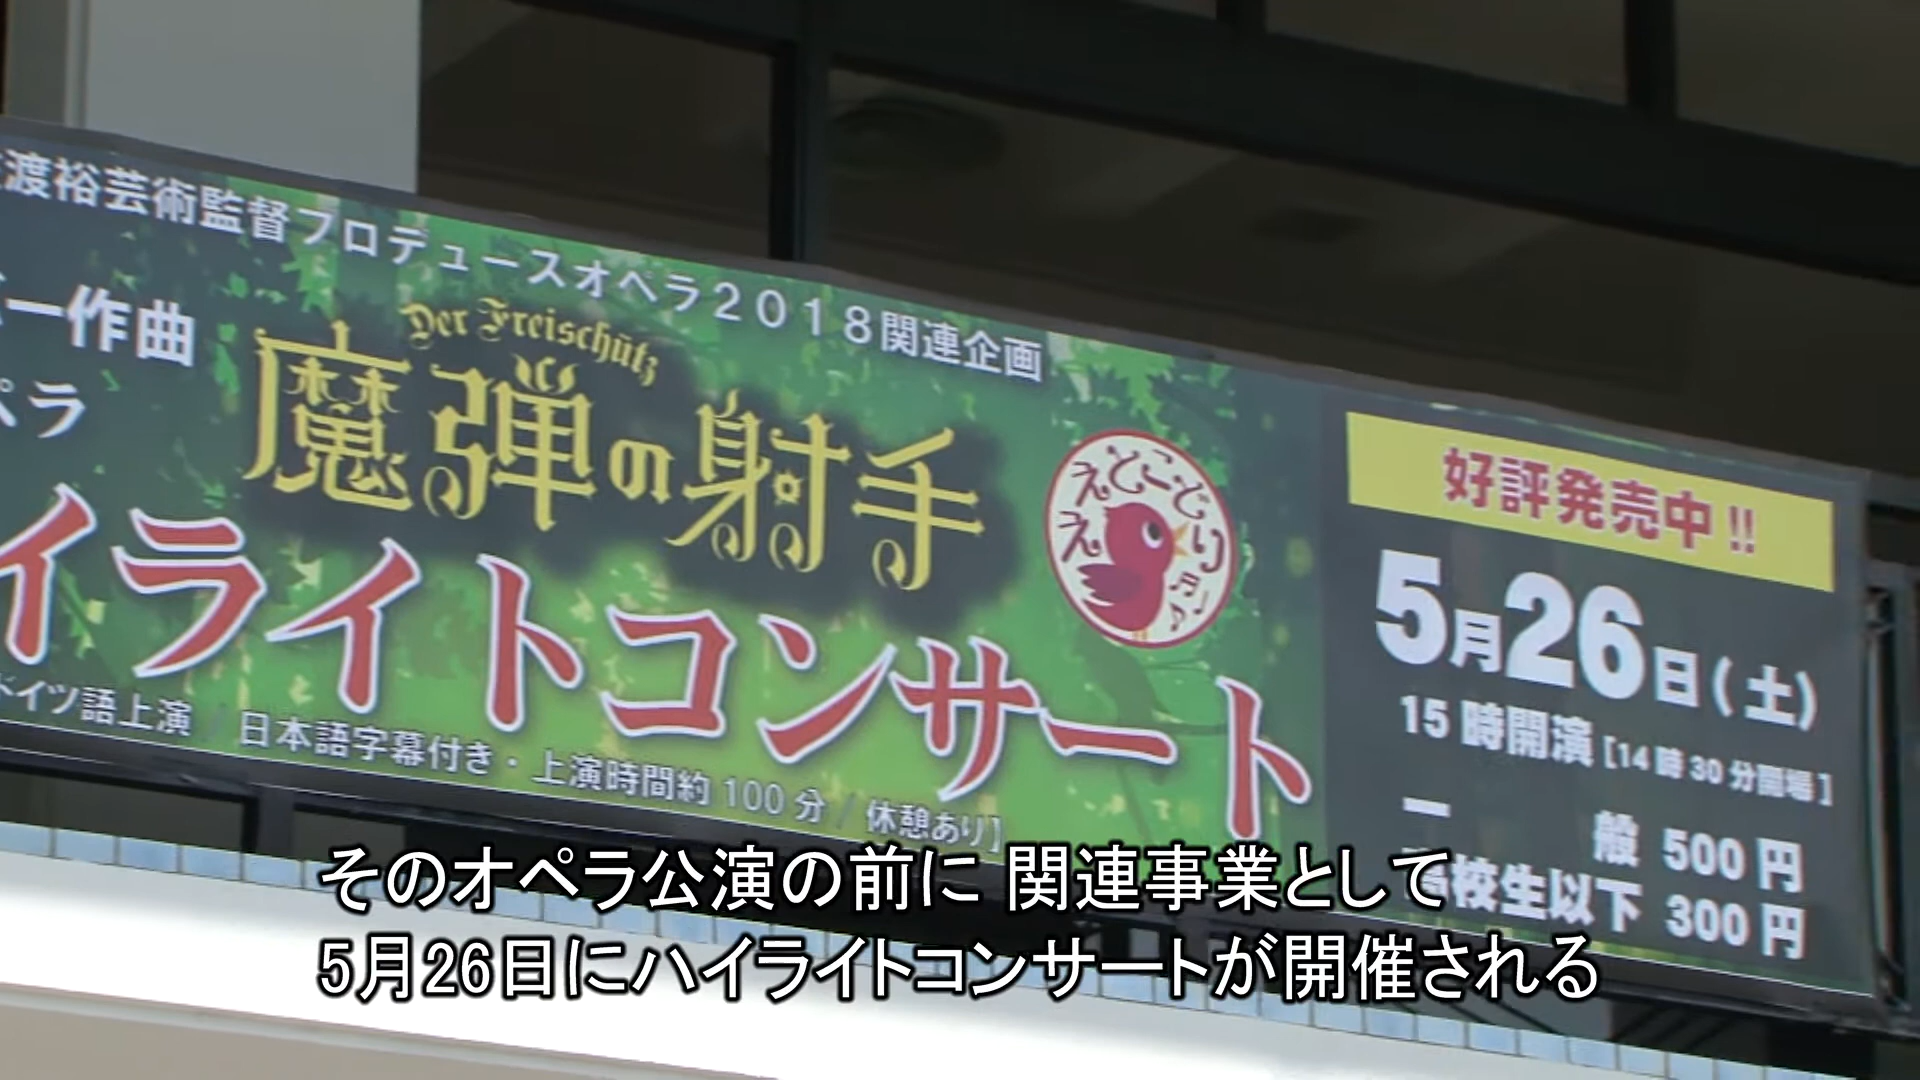 渡裕芸術監督プロデュースオペラ2018関連企画
ー作曲
ペラ
Der Freischütz
魔弾の射手
イライトコンサート
ドイツ語上演 / 日本語字幕付き・上演時間約100分 / 休憩あり]
ええとこどり
好評発売中!!
5月26日(土)
15時開演 [14時30分開場]
一般 500円
校生以下 300円
そのオペラ公演の前に 関連事業として
5月26日にハイライトコンサートが開催される